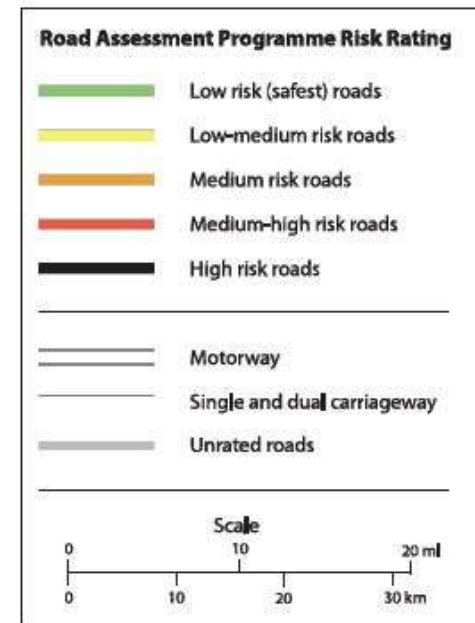 Road Assessment Programme Risk Rating
Low risk (safest) roads
Low-medium risk roads
Medium risk roads
Medium-high risk roads
High risk roads
Motorway
Single and dual carriageway
Unrated roads
Scale
0 10 20 ml
0 10 20 30 km